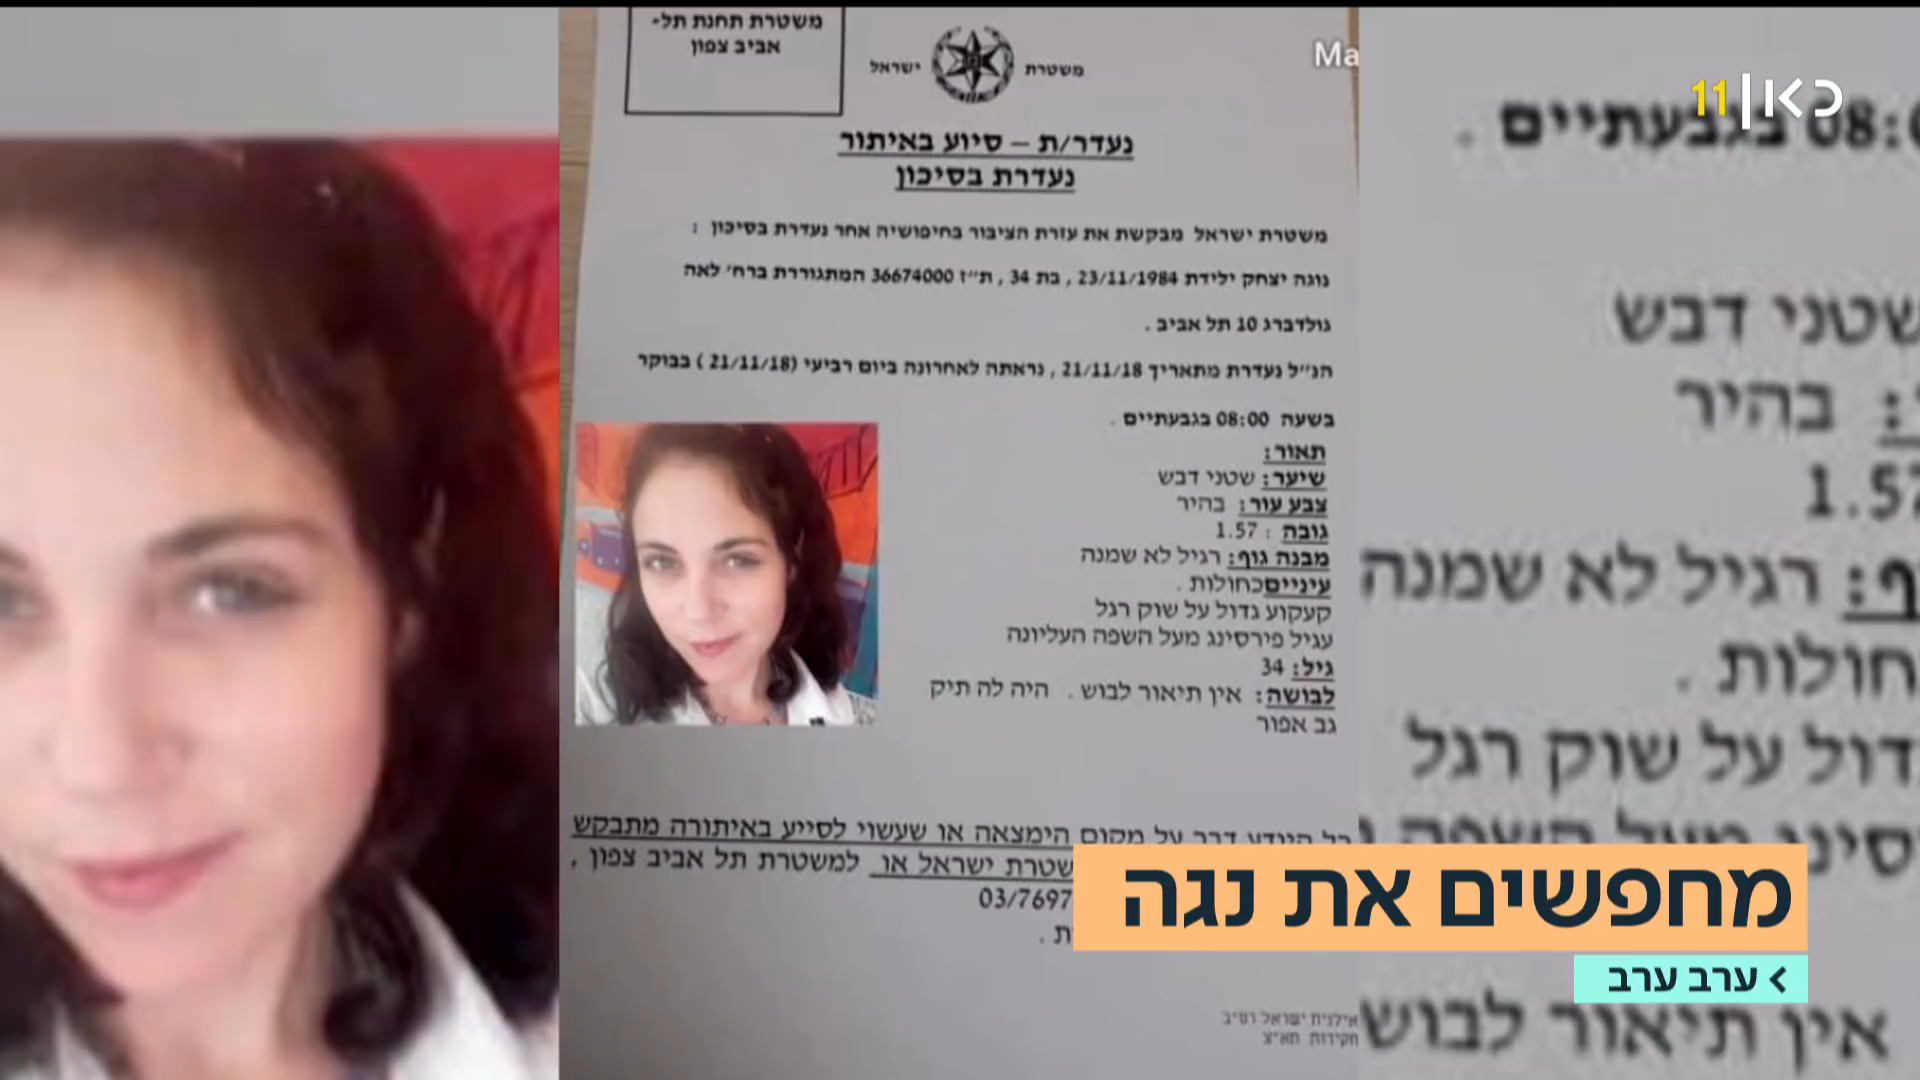 משטרת תחנת תל-
אביב צפון
משטרת ישראל
נעדר/ת – סיוע באיתור
נעדרת בסיכון
משטרת ישראל מבקשת את עזרת הציבור בחיפושיה אחר נעדרת בסיכון :
נוגה יצחק ילידת 23/11/1984 , בת 34 , ת"ז 36674000 המתגוררת ברח' לאה
גולדברג 10 תל אביב .
הנ"ל נעדרת מתאריך 21/11/18 , נראתה לאחרונה ביום רביעי (21/11/18 ) בבוקר
בשעה 08:00 בגבעתיים .
תאור:
שיער: שטני דבש
צבע עור: בהיר
גובה : 1.57
מבנה גוף: רגיל לא שמנה
עינייםכחולות .
קעקוע גדול על שוק רגל
עגיל פירסינג מעל השפה העליונה
גיל: 34
לבושה: אין תיאור לבוש . היה לה תיק
גב אפור
כל היודע דבר על מקום הימצאה או שעשוי לסייע באיתורה מתבקש
משטרת ישראל או למשטרת תל אביב צפון ,
03/7697
Ma
כאן|11
08:0 בגבעתיים .
שטני דבש
: בהיר
1.57
וף: רגיל לא שמנה
חולות .
דול על שוק רגל
אין תיאור לבוש
מחפשים את נגה
> ערב ערב